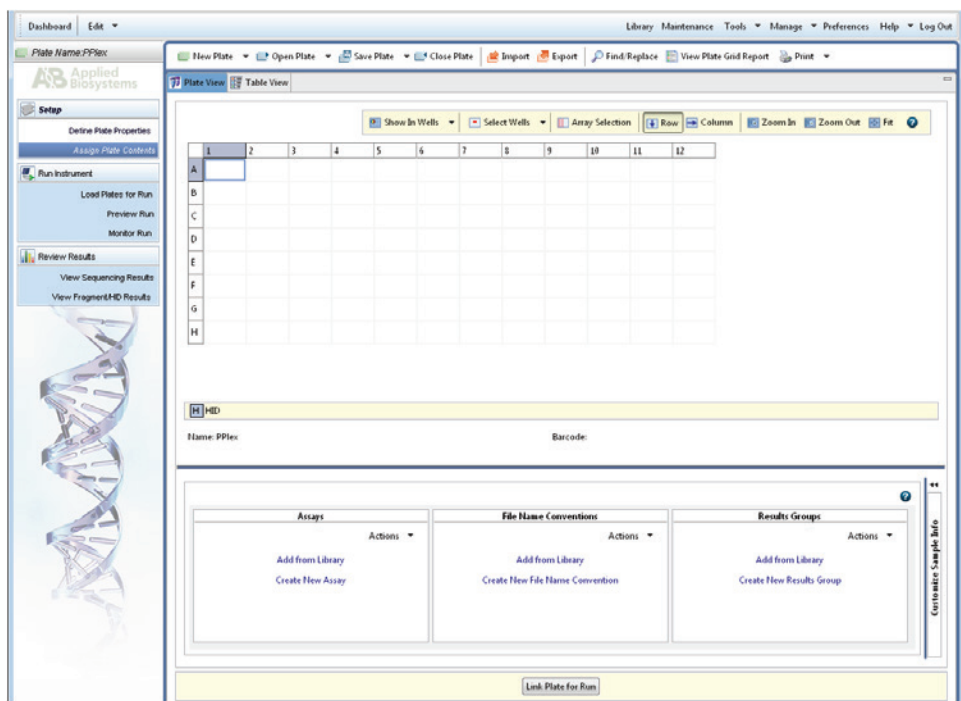 Dashboard Edit Library Maintenance Tools Manage Preferences Help Log Out
Plate Name:PPlex
New Plate Open Plate Save Plate Close Plate Import Export Find/Replace View Plate Grid Report Print
AB Applied Biosystems
Plate View Table View
Setup
Define Plate Properties
Assign Plate Contents
Run Instrument
Load Plates for Run
Preview Run
Monitor Run
Review Results
View Sequencing Results
View Fragment/HID Results
Show In Wells Select Wells Array Selection Row Column Zoom In Zoom Out Fit ?
1 2 3 4 5 6 7 8 9 10 11 12
A
B
C
D
E
F
G
H
H HID
Name: PPlex Barcode:
?
Assays File Name Conventions Results Groups
Actions Actions Actions
Add from Library Add from Library Add from Library
Create New Assay Create New File Name Convention Create New Results Group
Customize Sample Info
Link Plate for Run